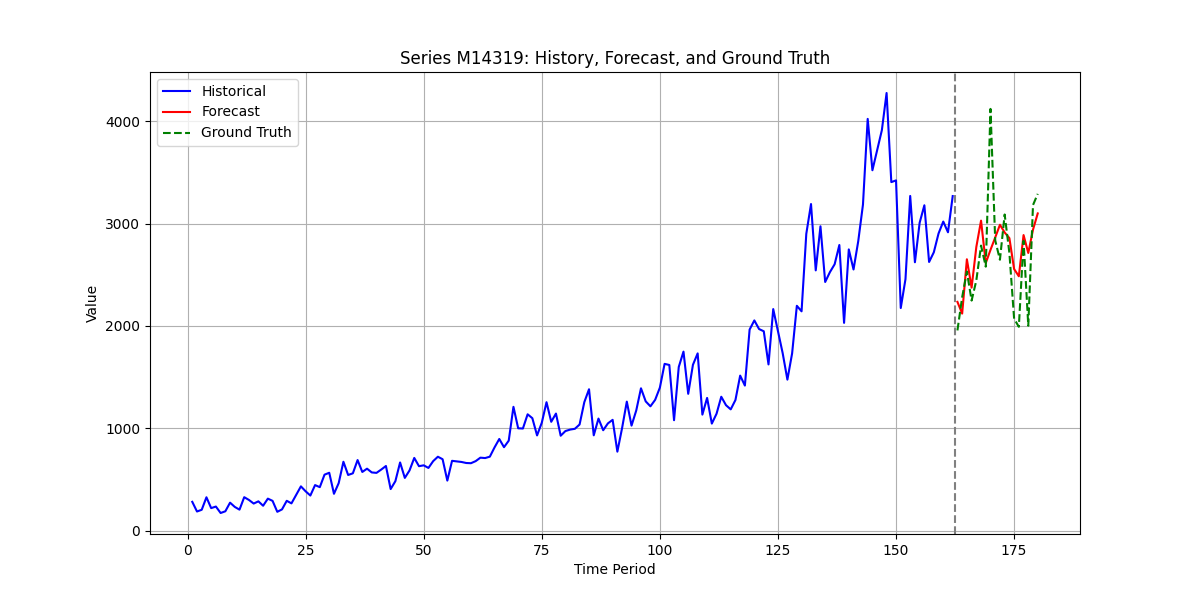 Series M14319: History, Forecast, and Ground Truth
Historical
Forecast
Ground Truth
4000
3000
2000
1000
0
Value
0 25 50 75 100 125 150 175
Time Period